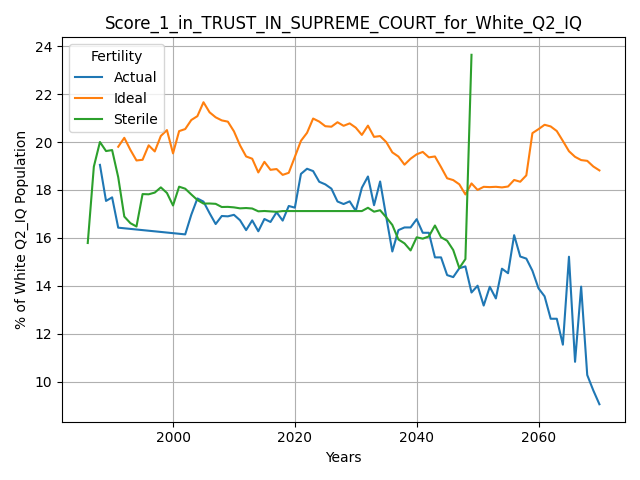 Score_1_in_TRUST_IN_SUPREME_COURT_for_White_Q2_IQ
Fertility
Actual
Ideal
Sterile
% of White Q2_IQ Population
24
22
20
18
16
14
12
10
2000
2020
2040
2060
Years